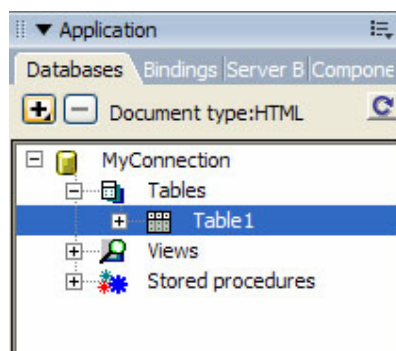 Application
Databases Bindings Server B Compone
Document type:HTML
MyConnection
Tables
Table1
Views
Stored procedures